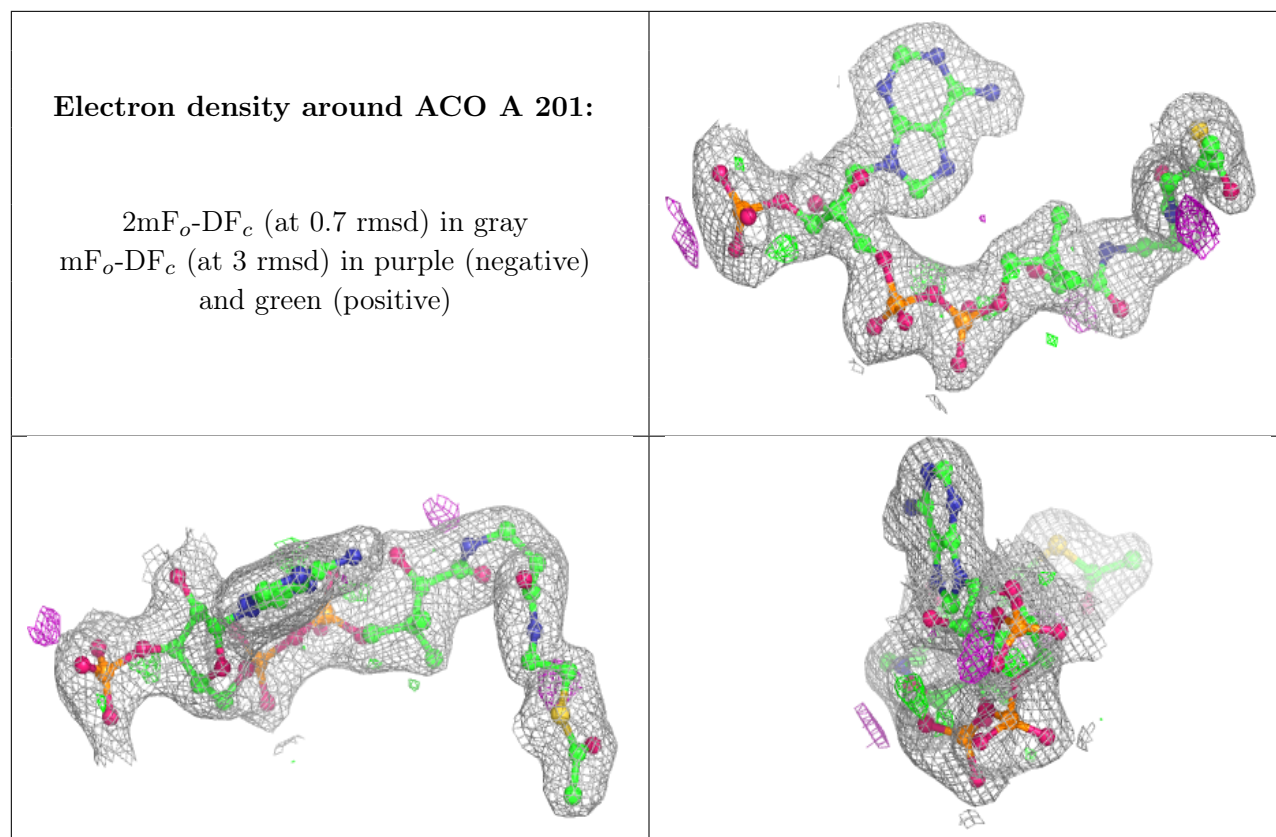 Electron density around ACO A 201:
2mFₒ-DF𝒸 (at 0.7 rmsd) in gray
mFₒ-DF𝒸 (at 3 rmsd) in purple (negative)
and green (positive)